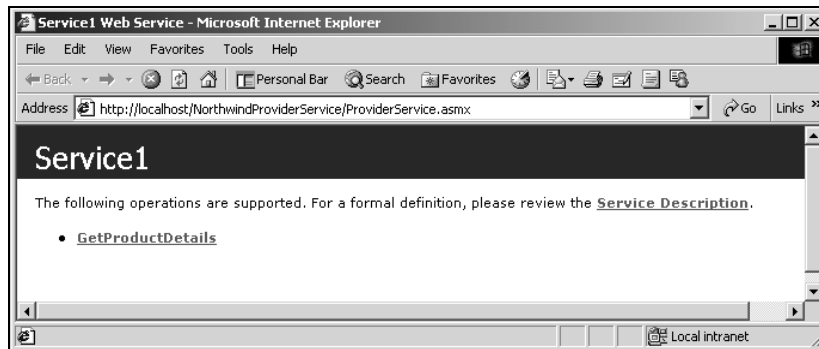 Service1 Web Service - Microsoft Internet Explorer
File Edit View Favorites Tools Help
Back Personal Bar Search Favorites
Address http://localhost/NorthwindProviderService/ProviderService.asmx Go Links »
Service1
The following operations are supported. For a formal definition, please review the Service Description.
• GetProductDetails
Local intranet